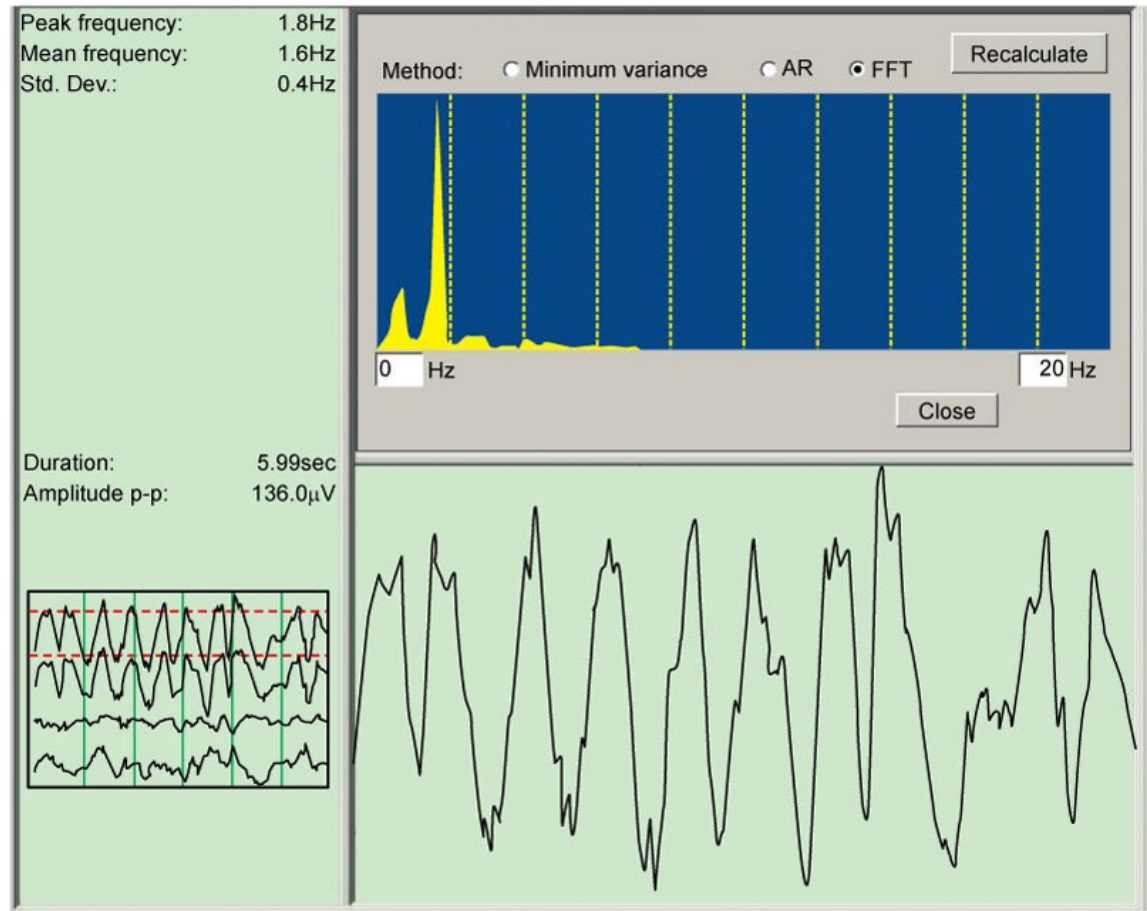 Peak frequency: 1.8Hz
Mean frequency: 1.6Hz
Std. Dev.: 0.4Hz
Duration: 5.99sec
Amplitude p-p: 136.0µV
Recalculate
Method: Minimum variance AR FFT
0 Hz 20 Hz
Close